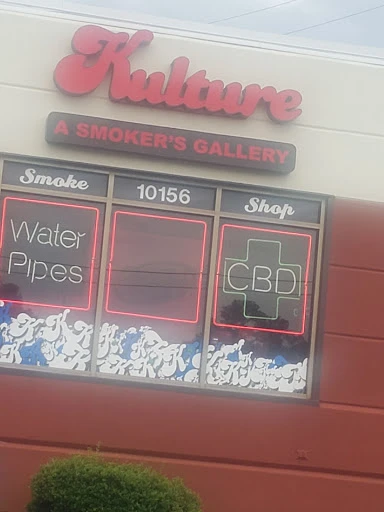 Kulture
A SMOKER'S GALLERY
Smoke 10156 Shop
Water
Pipes
CBD